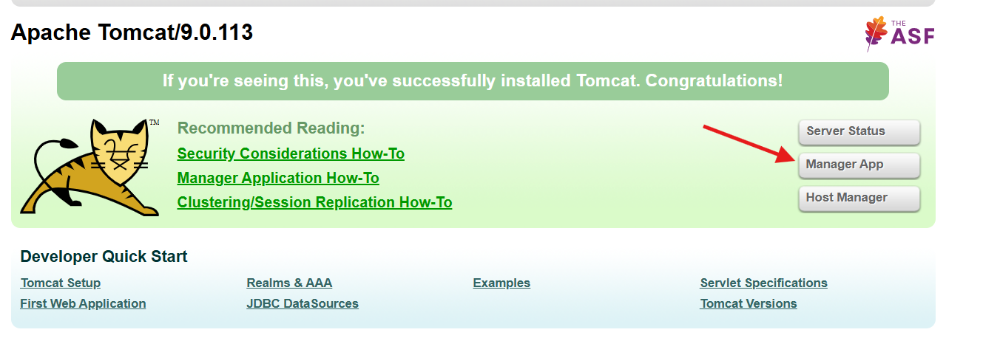 Apache Tomcat/9.0.113
THE
ASF
If you're seeing this, you've successfully installed Tomcat. Congratulations!
TM
Recommended Reading:
Security Considerations How-To
Manager Application How-To
Clustering/Session Replication How-To
Server Status
Manager App
Host Manager
Developer Quick Start
Tomcat Setup
First Web Application
Realms & AAA
JDBC DataSources
Examples
Servlet Specifications
Tomcat Versions